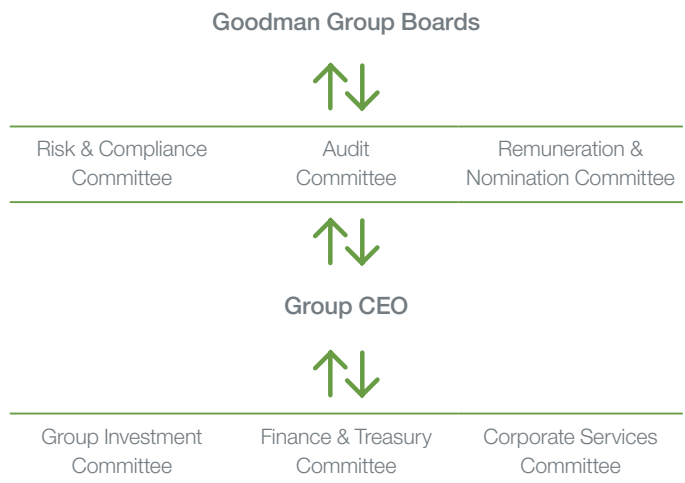 Goodman Group Boards
Risk & Compliance
Committee
Audit
Committee
Remuneration &
Nomination Committee
Group CEO
Group Investment
Committee
Finance & Treasury
Committee
Corporate Services
Committee